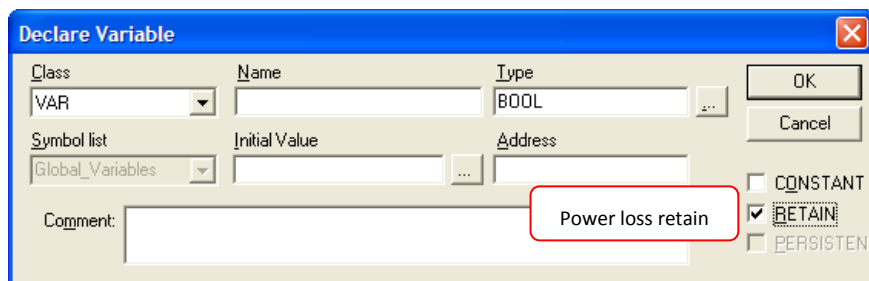 Declare Variable
Class Name Type
VAR BOOL ... OK
Cancel
Symbol list Initial Value Address
Global_Variables ...
CONSTANT
Comment: Power loss retain RETAIN
PERSISTEN